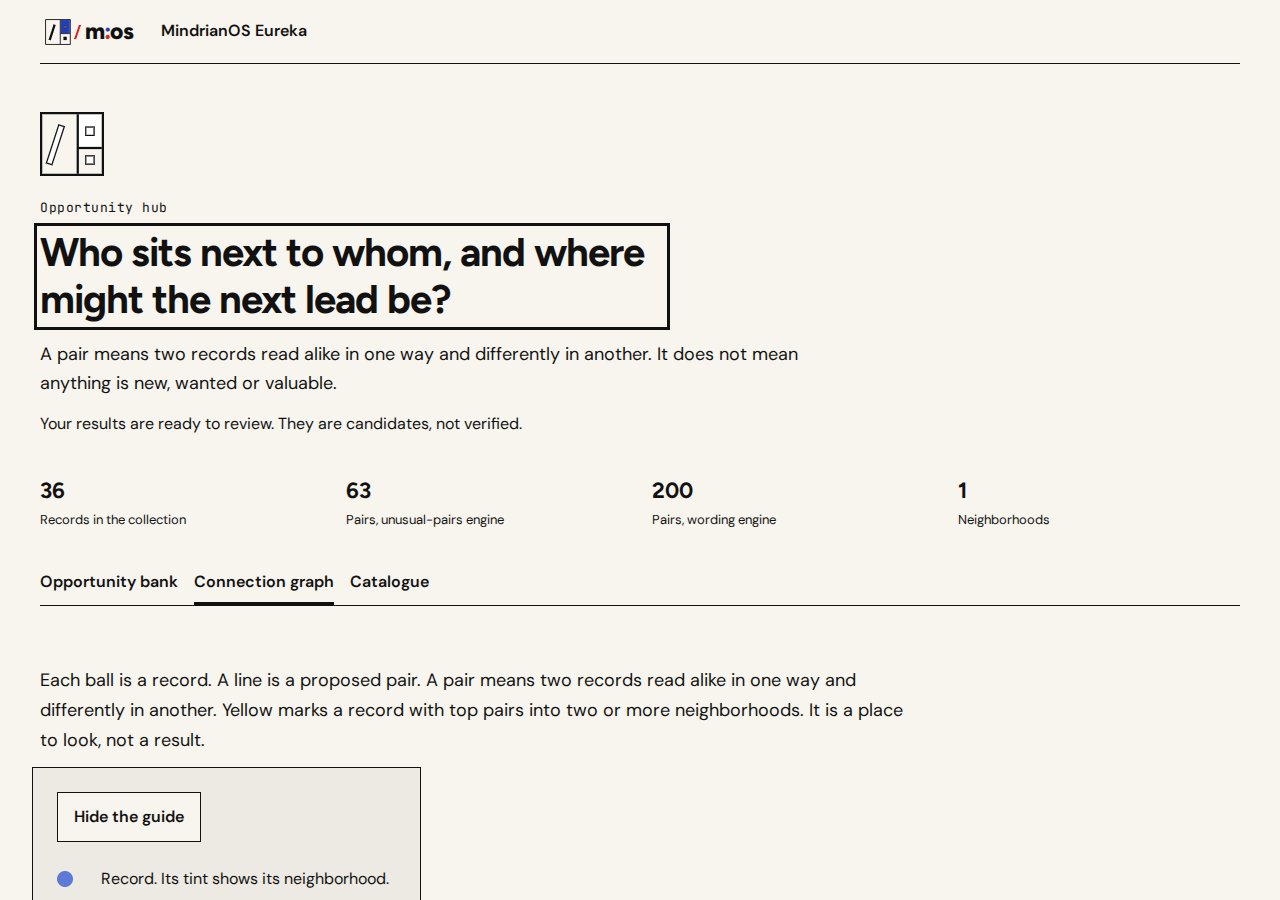 m:os MindrianOS Eureka
Opportunity hub
Who sits next to whom, and where
might the next lead be?
A pair means two records read alike in one way and differently in another. It does not mean
anything is new, wanted or valuable.
Your results are ready to review. They are candidates, not verified.
36 63 200 1
Records in the collection Pairs, unusual-pairs engine Pairs, wording engine Neighborhoods
Opportunity bank Connection graph Catalogue
Each ball is a record. A line is a proposed pair. A pair means two records read alike in one way and
differently in another. Yellow marks a record with top pairs into two or more neighborhoods. It is a place
to look, not a result.
Hide the guide
Record. Its tint shows its neighborhood.